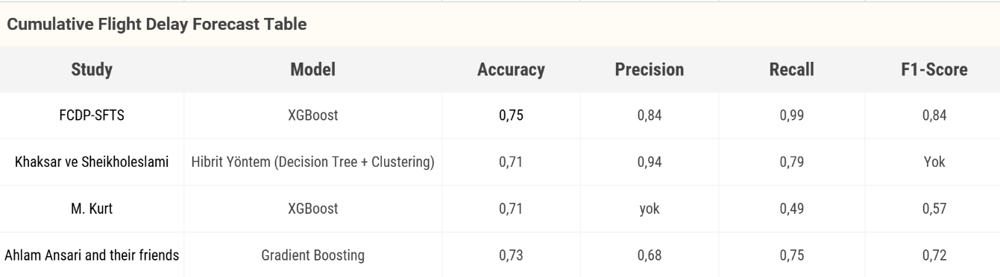 Cumulative Flight Delay Forecast Table
Study Model Accuracy Precision Recall F1-Score
FCDP-SFTS XGBoost 0,75 0,84 0,99 0,84
Khaksar ve Sheikholeslami Hibrit Yöntem (Decision Tree + Clustering) 0,71 0,94 0,79 Yok
M. Kurt XGBoost 0,71 yok 0,49 0,57
Ahlam Ansari and their friends Gradient Boosting 0,73 0,68 0,75 0,72